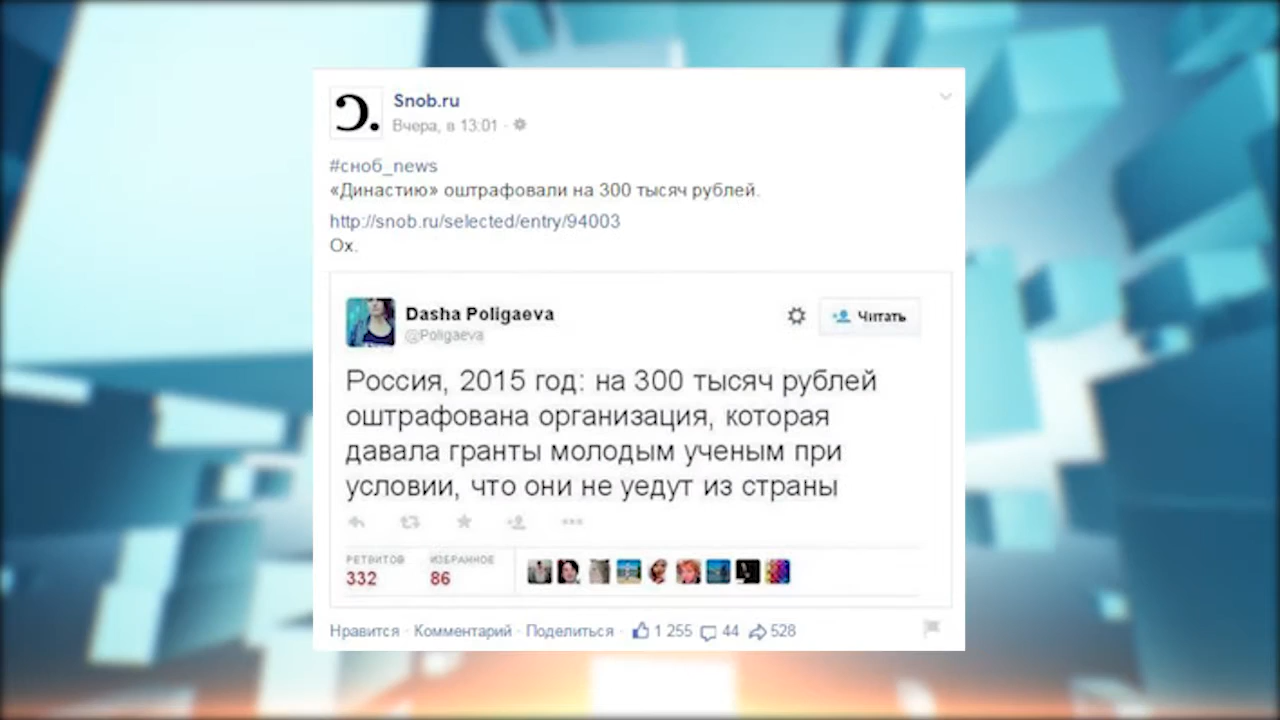 Snob.ru
Вчера, в 13:01 ·
#сноб_news
«Династию» оштрафовали на 300 тысяч рублей.
http://snob.ru/selected/entry/94003
Ох.
Dasha Poligaeva
@Poligaeva
Читать
Россия, 2015 год: на 300 тысяч рублей
оштрафована организация, которая
давала гранты молодым ученым при
условии, что они не уедут из страны
РЕТВИТОВ ИЗБРАННОЕ
332 86
Нравится · Комментарий · Поделиться · 1 255 44 528